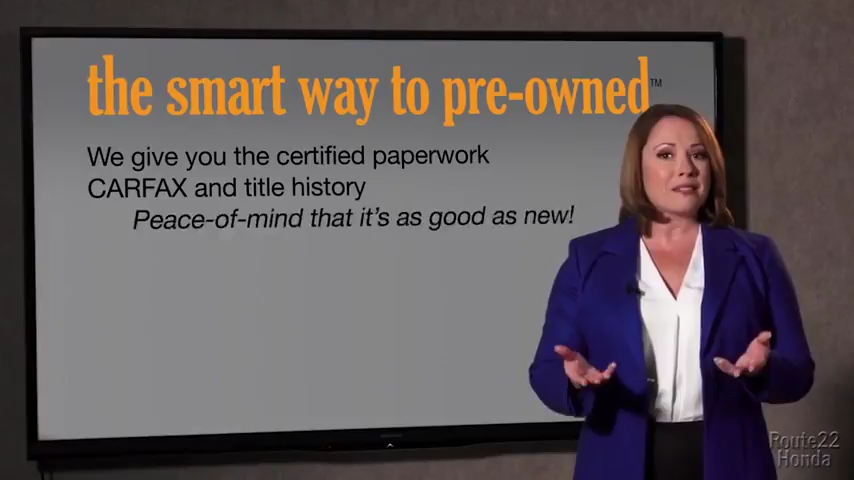 the smart way to pre-owned™
We give you the certified paperwork
CARFAX and title history
Peace-of-mind that it's as good as new!
Route22
Honda